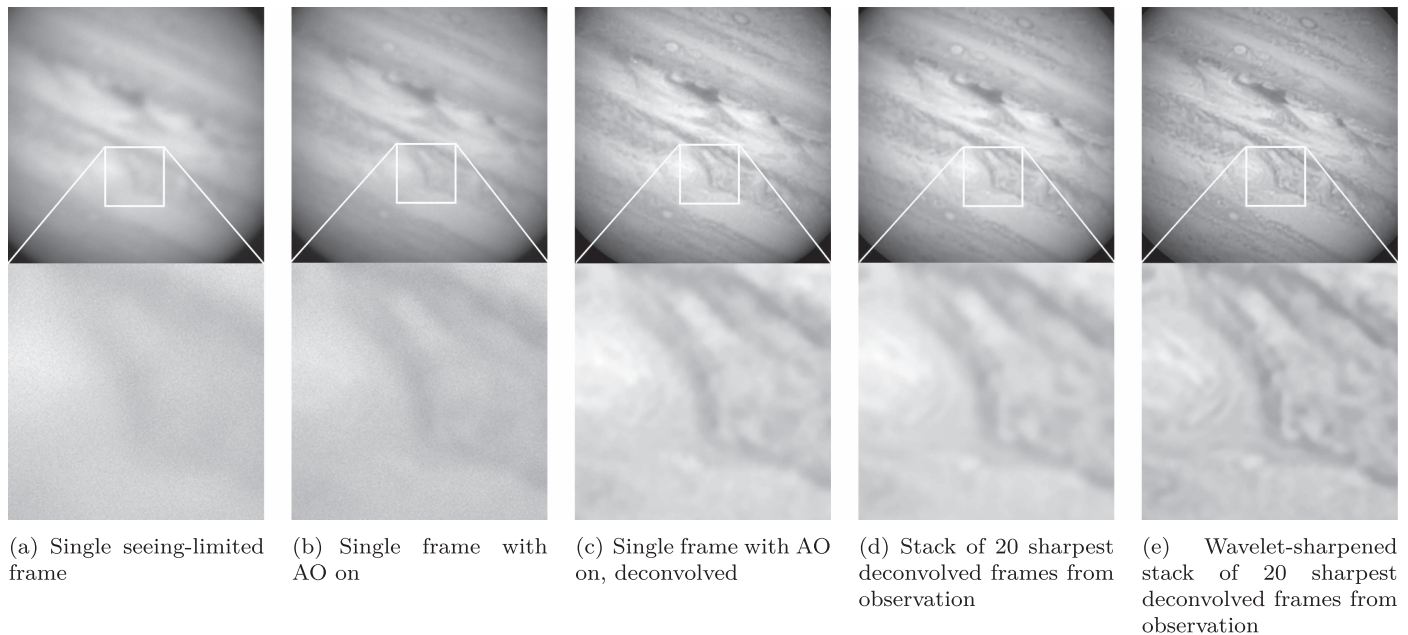 (a) Single seeing-limited
frame
(b) Single frame with
AO on
(c) Single frame with AO
on, deconvolved
(d) Stack of 20 sharpest
deconvolved frames from
observation
(e) Wavelet-sharpened
stack of 20 sharpest
deconvolved frames from
observation